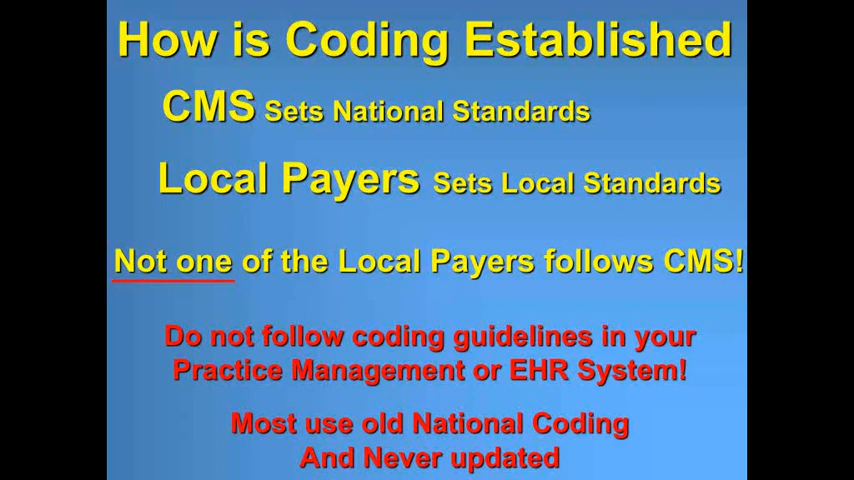 How is Coding Established
CMS Sets National Standards
Local Payers Sets Local Standards
Not one of the Local Payers follows CMS!
Do not follow coding guidelines in your
Practice Management or EHR System!
Most use old National Coding
And Never updated